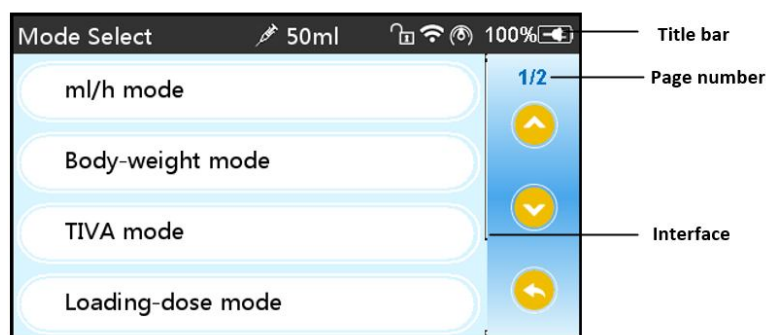 Mode Select 50ml 100% Title bar
1/2 Page number
ml/h mode
Body-weight mode
TIVA mode Interface
Loading-dose mode